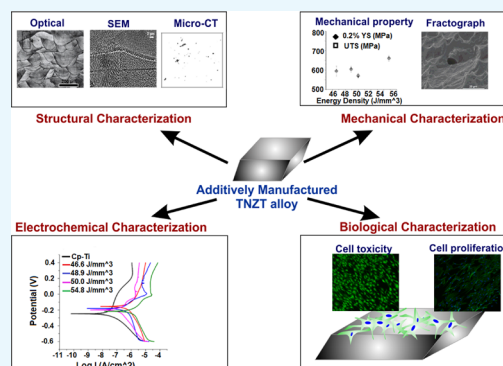 Optical SEM Micro-CT
Structural Characterization
Mechanical property Fractograph
0.2% YS (MPa)
UTS (MPa)
800
700
600
500
46 48 50 52 54 56
Energy Density (J/mm^3)
Mechanical Characterization
Additively Manufactured
TNZT alloy
Electrochemical Characterization
Cp-Ti
46.6 J/mm^3
48.9 J/mm^3
50.0 J/mm^3
54.8 J/mm^3
Potential (V)
0.4
0.2
0.0
-0.2
-0.4
-0.6
-11 -10 -9 -8 -7 -6 -5 -4
Log I (A/cm^2)
Biological Characterization
Cell toxicity Cell proliferatio